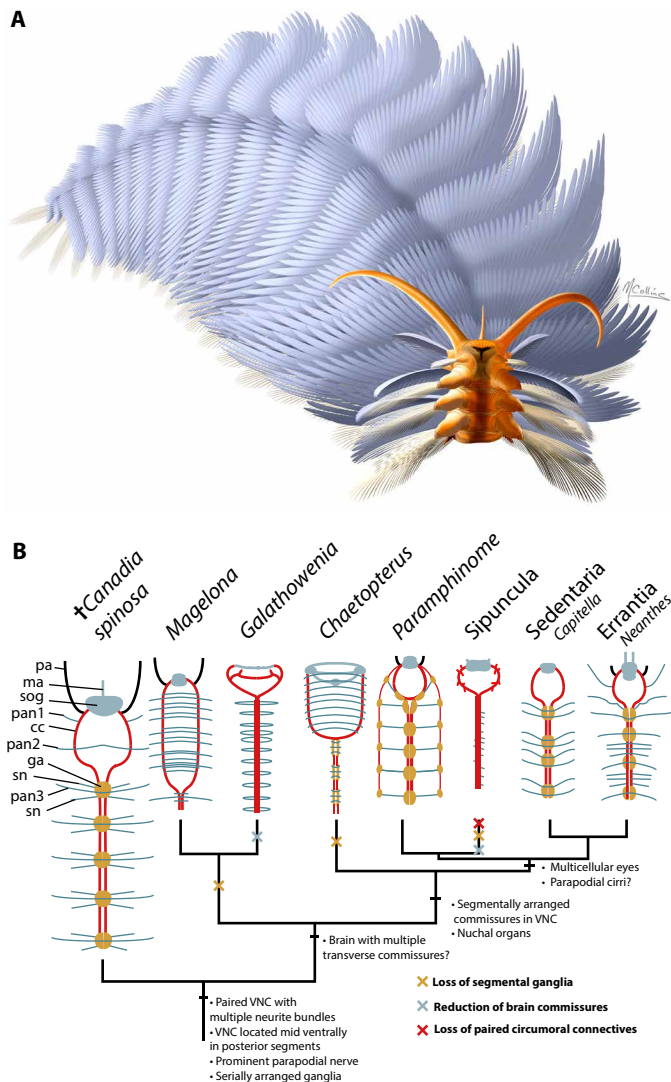 A
MCollins
B
†Canadia
spinosa
Magelona
Galathowenia
Chaetopterus
Paramphinome
Sipuncula
Sedentaria
Capitella
Errantia
Neanthes
pa
ma
sog
pan1
cc
pan2
ga
sn
pan3
sn
• Multicellular eyes
• Parapodial cirri?
• Segmentally arranged
commissures in VNC
• Nuchal organs
• Brain with multiple
transverse commissures?
• Paired VNC with
multiple neurite bundles
• VNC located mid ventrally
in posterior segments
• Prominent parapodial nerve
• Serially arranged ganglia
Loss of segmental ganglia
Reduction of brain commissures
Loss of paired circumoral connectives